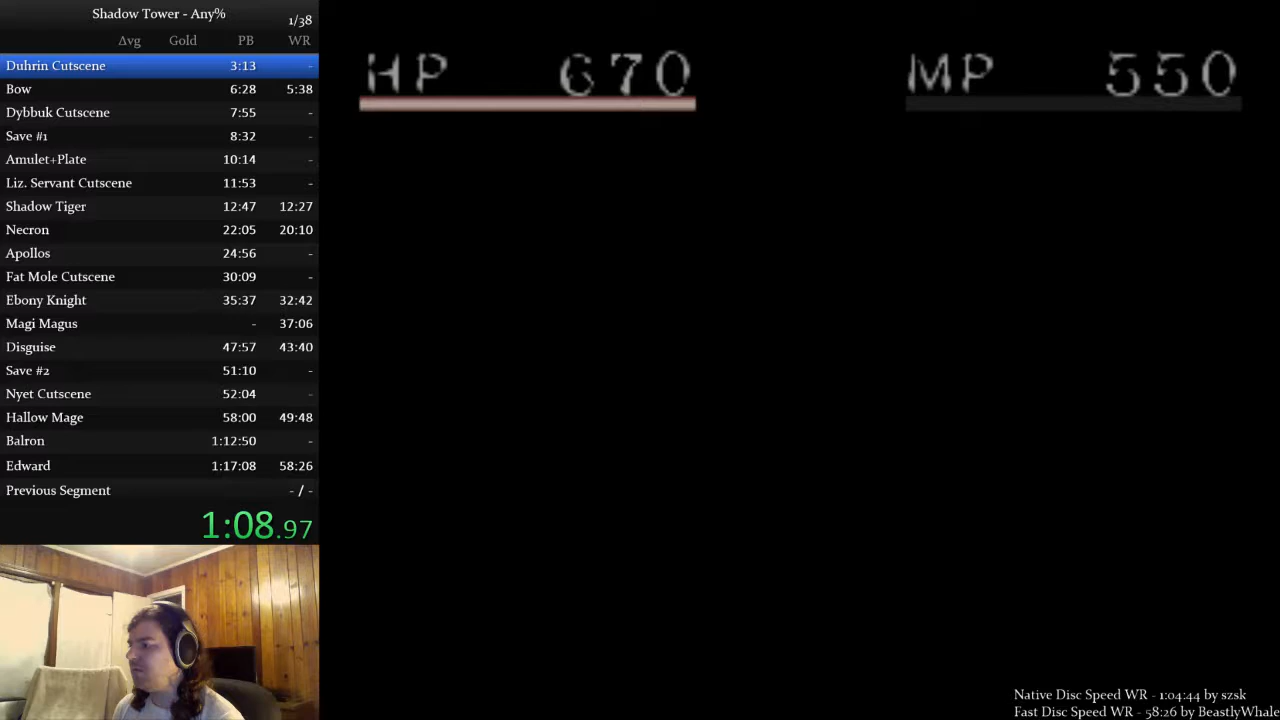 Shadow Tower - Any%
1/38
Δvg Gold PB WR
Duhrin Cutscene 3:13 -
Bow 6:28 5:38
Dybbuk Cutscene 7:55 -
Save #1 8:32 -
Amulet+Plate 10:14 -
Liz. Servant Cutscene 11:53 -
Shadow Tiger 12:47 12:27
Necron 22:05 20:10
Apollos 24:56 -
Fat Mole Cutscene 30:09 -
Ebony Knight 35:37 32:42
Magi Magus - 37:06
Disguise 47:57 43:40
Save #2 51:10 -
Nyet Cutscene 52:04 -
Hallow Mage 58:00 49:48
Balron 1:12:50 -
Edward 1:17:08 58:26
Previous Segment - / -
1:08.97
HP 670
MP 550
Native Disc Speed WR - 1:04:44 by szsk
Fast Disc Speed WR - 58:26 by BeastlyWhale